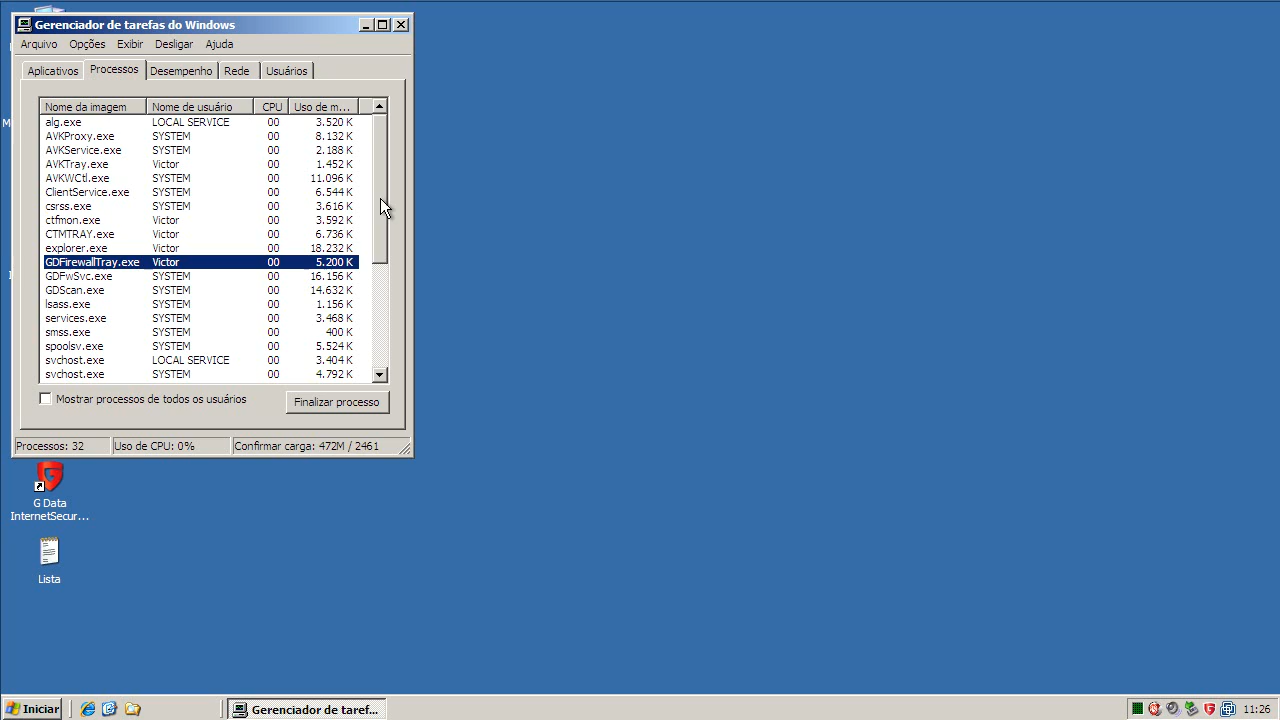 Gerenciador de tarefas do Windows
Arquivo Opções Exibir Desligar Ajuda
Aplicativos Processos Desempenho Rede Usuários
Nome da imagem Nome de usuário CPU Uso de m...
alg.exe LOCAL SERVICE 00 3.520 K
AVKProxy.exe SYSTEM 00 8.132 K
AVKService.exe SYSTEM 00 2.188 K
AVKTray.exe Victor 00 1.452 K
AVKWCtl.exe SYSTEM 00 11.096 K
ClientService.exe SYSTEM 00 6.544 K
csrss.exe SYSTEM 00 3.616 K
ctfmon.exe Victor 00 3.592 K
CTMTRAY.exe Victor 00 6.736 K
explorer.exe Victor 00 18.232 K
GDFirewallTray.exe Victor 00 5.200 K
GDFwSvc.exe SYSTEM 00 16.156 K
GDScan.exe SYSTEM 00 14.632 K
lsass.exe SYSTEM 00 1.156 K
services.exe SYSTEM 00 3.468 K
smss.exe SYSTEM 00 400 K
spoolsv.exe SYSTEM 00 5.524 K
svchost.exe LOCAL SERVICE 00 3.404 K
svchost.exe SYSTEM 00 4.792 K
Mostrar processos de todos os usuários
Finalizar processo
Processos: 32 Uso de CPU: 0% Confirmar carga: 472M / 2461
G Data
InternetSecur...
Lista
Iniciar Gerenciador de taref... 11:26